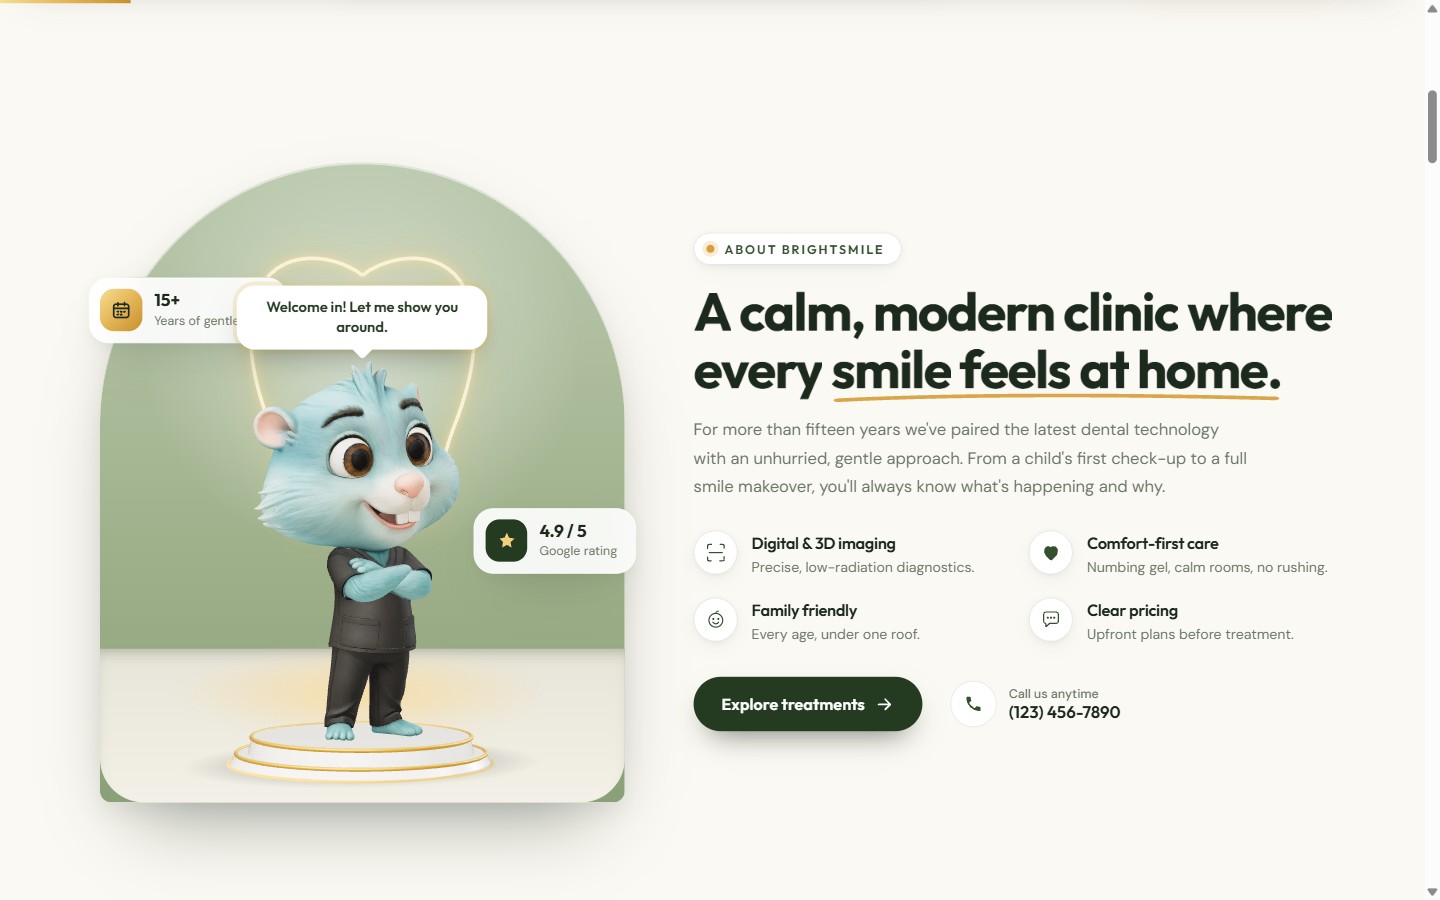 15+
Years of gentle
Welcome in! Let me show you
around.
4.9 / 5
Google rating
ABOUT BRIGHTSMILE
A calm, modern clinic where
every smile feels at home.
For more than fifteen years we've paired the latest dental technology
with an unhurried, gentle approach. From a child's first check-up to a full
smile makeover, you'll always know what's happening and why.
Digital & 3D imaging
Precise, low-radiation diagnostics.
Comfort-first care
Numbing gel, calm rooms, no rushing.
Family friendly
Every age, under one roof.
Clear pricing
Upfront plans before treatment.
Explore treatments
Call us anytime
(123) 456-7890